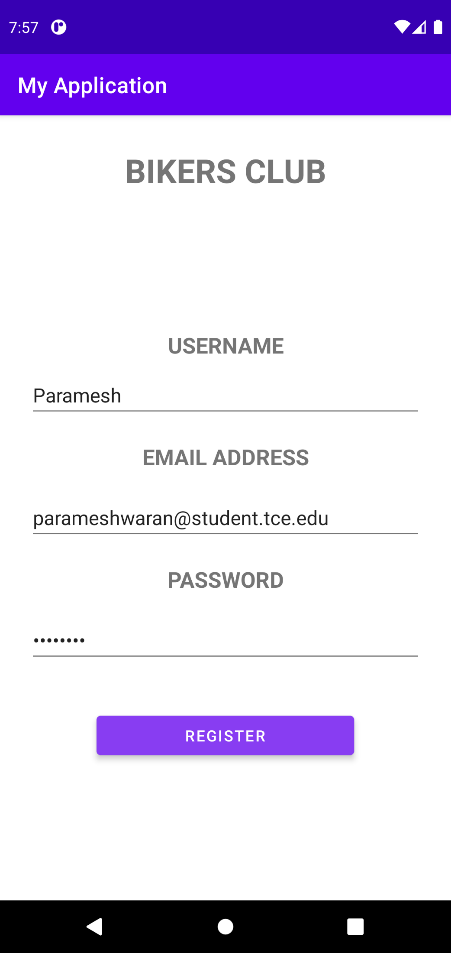 7:57
My Application
BIKERS CLUB
USERNAME
Paramesh
EMAIL ADDRESS
parameshwaran@student.tce.edu
PASSWORD
••••••••
REGISTER